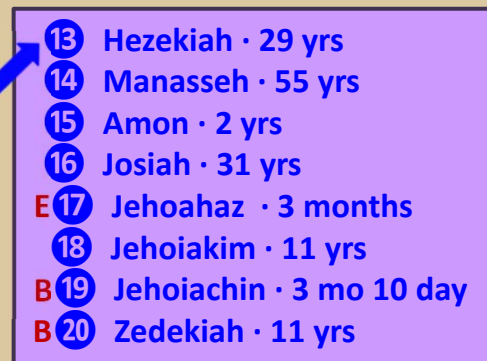 ⓭ Hezekiah · 29 yrs
⓮ Manasseh · 55 yrs
⓯ Amon · 2 yrs
⓰ Josiah · 31 yrs
E⓱ Jehoahaz · 3 months
⓲ Jehoiakim · 11 yrs
B⓳ Jehoiachin · 3 mo 10 day
B⓴ Zedekiah · 11 yrs